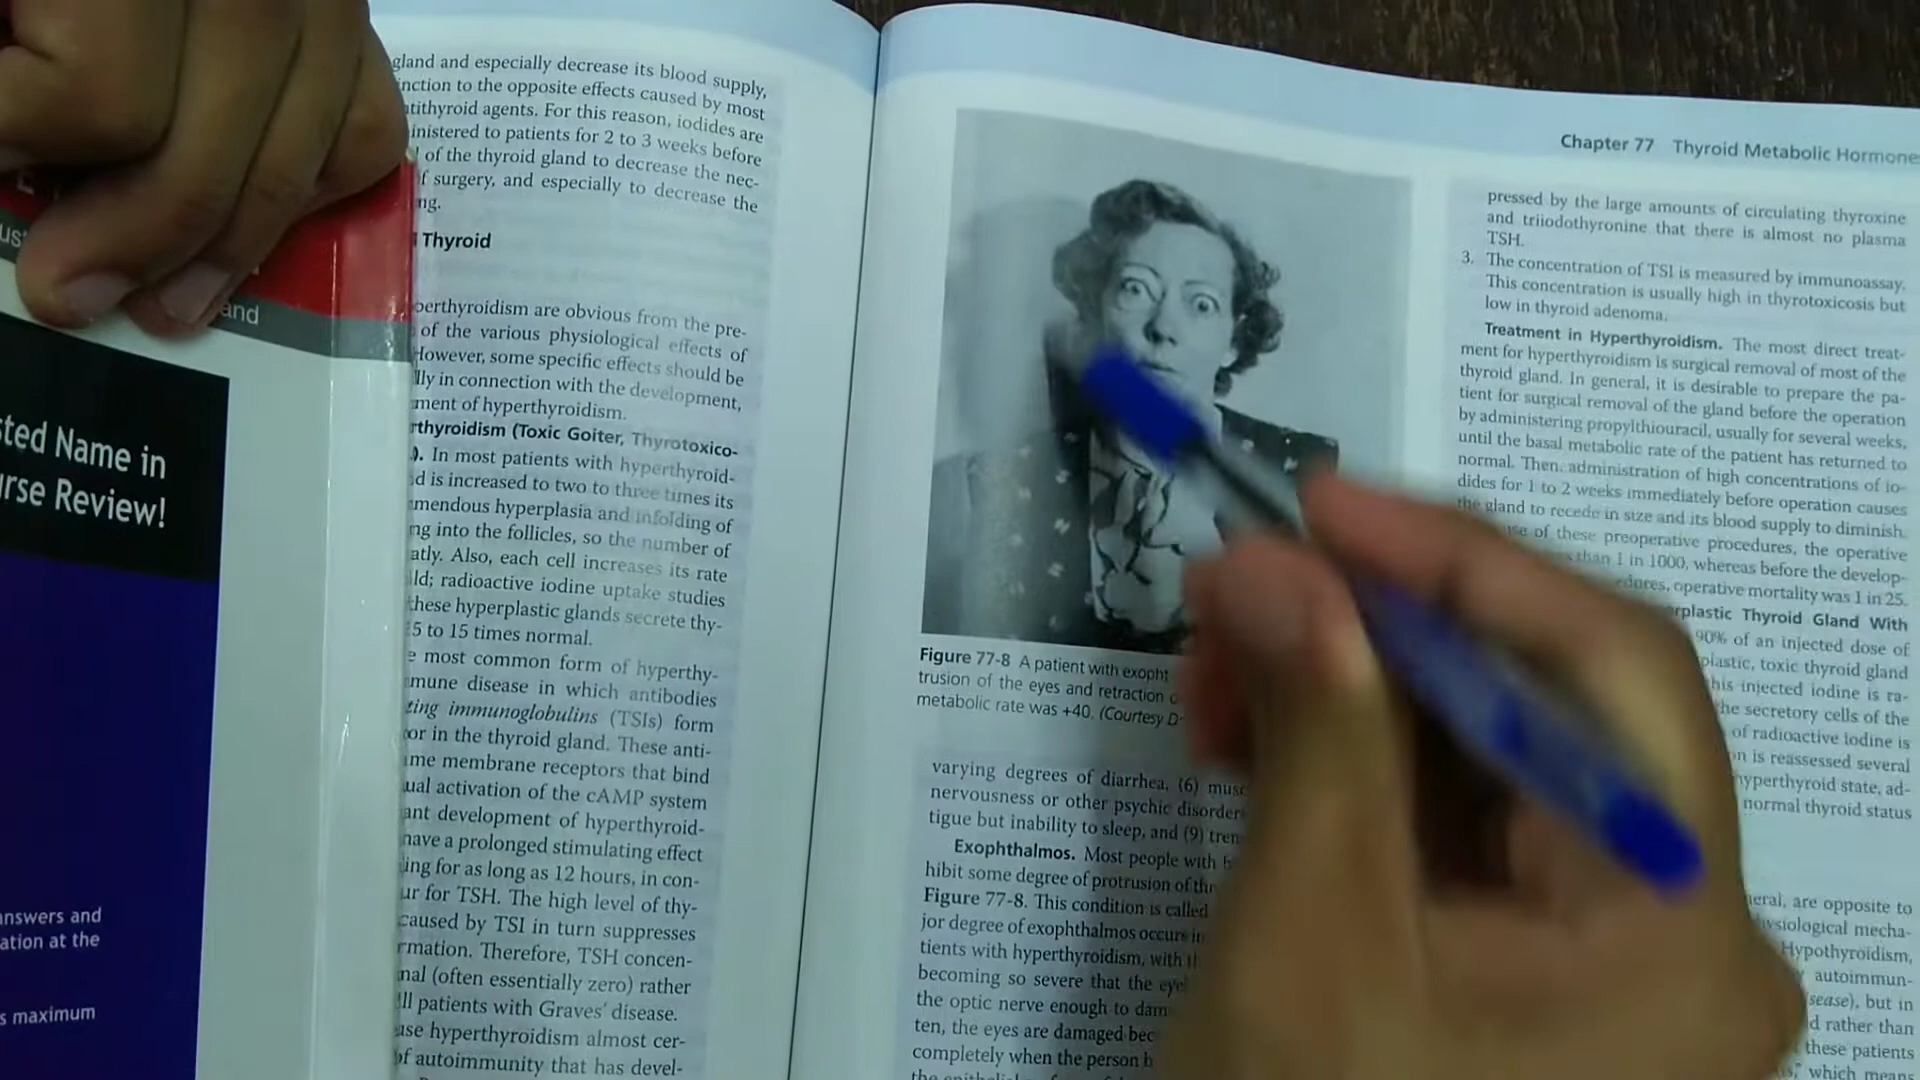 and
sted Name in
urse Review!
answers and
ation at the
s maximum
gland and especially decrease its blood supply,
nction to the opposite effects caused by most
tithyroid agents. For this reason, iodides are
inistered to patients for 2 to 3 weeks before
l of the thyroid gland to decrease the nec-
f surgery, and especially to decrease the
ng.
Thyroid
perthyroidism are obvious from the pre-
of the various physiological effects of
However, some specific effects should be
lly in connection with the development,
ment of hyperthyroidism.
rthyroidism (Toxic Goiter, Thyrotoxico-
). In most patients with hyperthyroid-
d is increased to two to three times its
mendous hyperplasia and infolding of
ng into the follicles, so the number of
atly. Also, each cell increases its rate
ld; radioactive iodine uptake studies
these hyperplastic glands secrete thy-
5 to 15 times normal.
e most common form of hyperthy-
mune disease in which antibodies
ting immunoglobulins (TSIs) form
or in the thyroid gland. These anti-
me membrane receptors that bind
ual activation of the cAMP system
ant development of hyperthyroid-
have a prolonged stimulating effect
ing for as long as 12 hours, in con-
ur for TSH. The high level of thy-
caused by TSI in turn suppresses
rmation. Therefore, TSH concen-
mal (often essentially zero) rather
ll patients with Graves' disease.
use hyperthyroidism almost cer-
of autoimmunity that has devel-
Chapter 77 Thyroid Metabolic Hormones
Figure 77-8 A patient with exopht
trusion of the eyes and retraction o
metabolic rate was +40. (Courtesy D
varying degrees of diarrhea, (6) musc
nervousness or other psychic disorder
tigue but inability to sleep, and (9) tren
Exophthalmos. Most people with h
hibit some degree of protrusion of the
Figure 77-8. This condition is called
jor degree of exophthalmos occurs in
tients with hyperthyroidism, with th
becoming so severe that the eye
the optic nerve enough to dam
ten, the eyes are damaged bec
completely when the person b
pressed by the large amounts of circulating thyroxine
and triiodothyronine that there is almost no plasma
TSH.
3. The concentration of TSI is measured by immunoassay.
This concentration is usually high in thyrotoxicosis but
low in thyroid adenoma.
Treatment in Hyperthyroidism. The most direct treat-
ment for hyperthyroidism is surgical removal of most of the
thyroid gland. In general, it is desirable to prepare the pa-
tient for surgical removal of the gland before the operation
by administering propylthiouracil, usually for several weeks,
until the basal metabolic rate of the patient has returned to
normal. Then, administration of high concentrations of io-
dides for 1 to 2 weeks immediately before operation causes
the gland to recede in size and its blood supply to diminish.
use of these preoperative procedures, the operative
than 1 in 1000, whereas before the develop-
edures, operative mortality was 1 in 25.
rplastic Thyroid Gland With
90% of an injected dose of
plastic, toxic thyroid gland
his injected iodine is ra-
the secretory cells of the
of radioactive iodine is
n is reassessed several
hyperthyroid state, ad-
normal thyroid status
neral, are opposite to
hysiological mecha-
Hypothyroidism,
autoimmun-
sease), but in
d rather than
these patients
which means